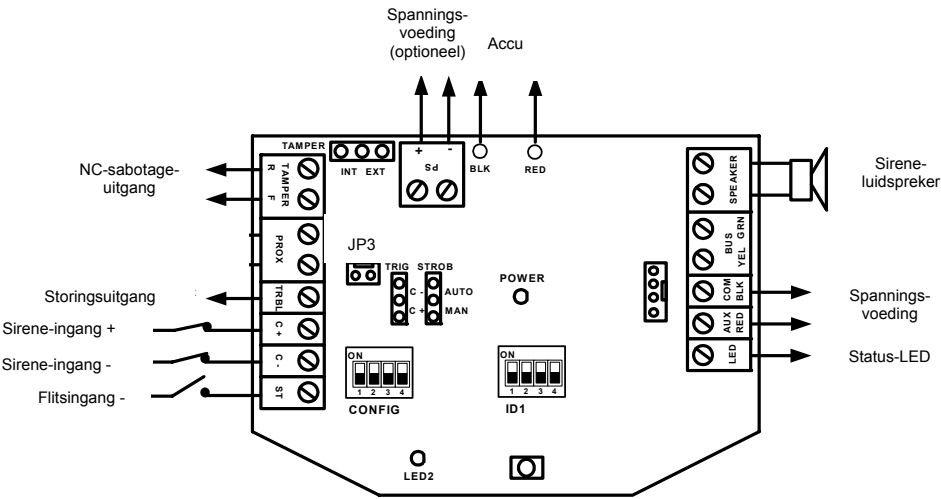 Spannings-
voeding
(optioneel)
Accu
TAMPER
INT EXT
+ -
PS
BLK
RED
NC-sabotage-
uitgang
R
F
TAMPER
PROX
JP3
TRIG STROB
C - AUTO
C + MAN
POWER
Storingsuitgang
TRBL
Sirene-ingang +
C +
Sirene-ingang -
C -
Flitsingang -
ST
ON
1 2 3 4
CONFIG
ON
1 2 3 4
ID1
LED2
SPEAKER
Sirene-
luidspreker
BUS
YEL GRN
COM
BLK
AUX
RED
Spannings-
voeding
LED
Status-LED